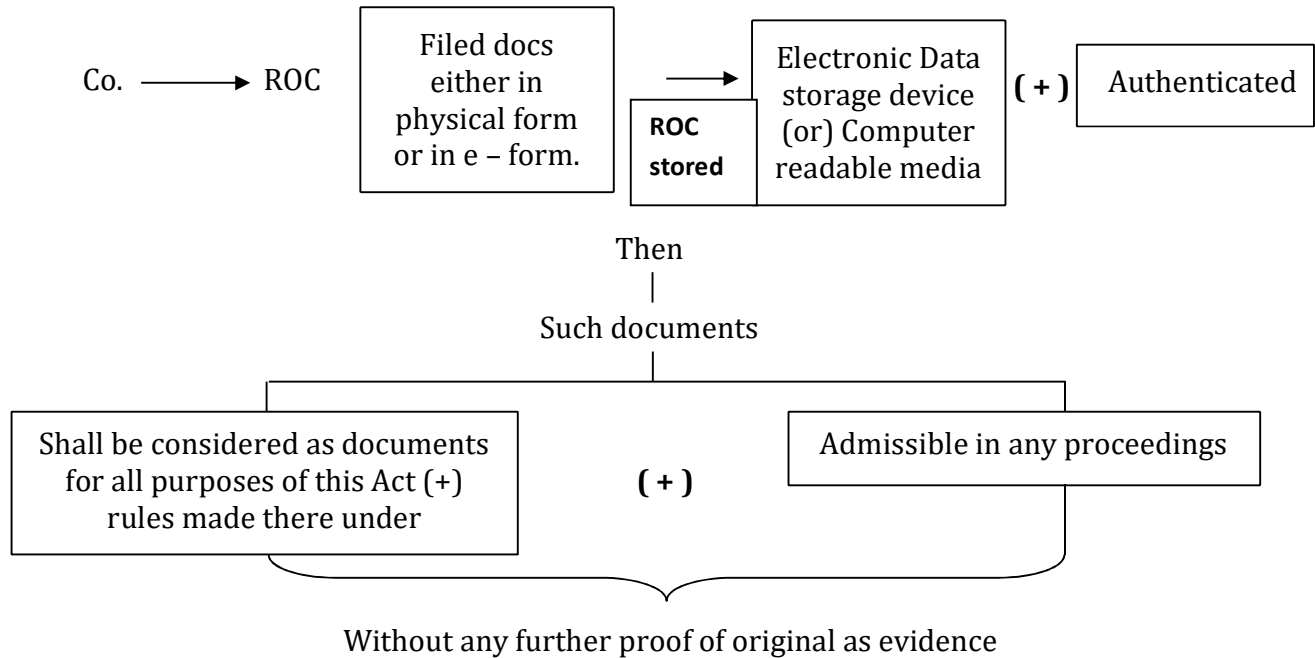 Co.
ROC
Filed docs
either in
physical form
or in e – form.
ROC
stored
Electronic Data
storage device
(or) Computer
readable media
( + )
Authenticated
Then
Such documents
Shall be considered as documents
for all purposes of this Act (+)
rules made there under
( + )
Admissible in any proceedings
Without any further proof of original as evidence